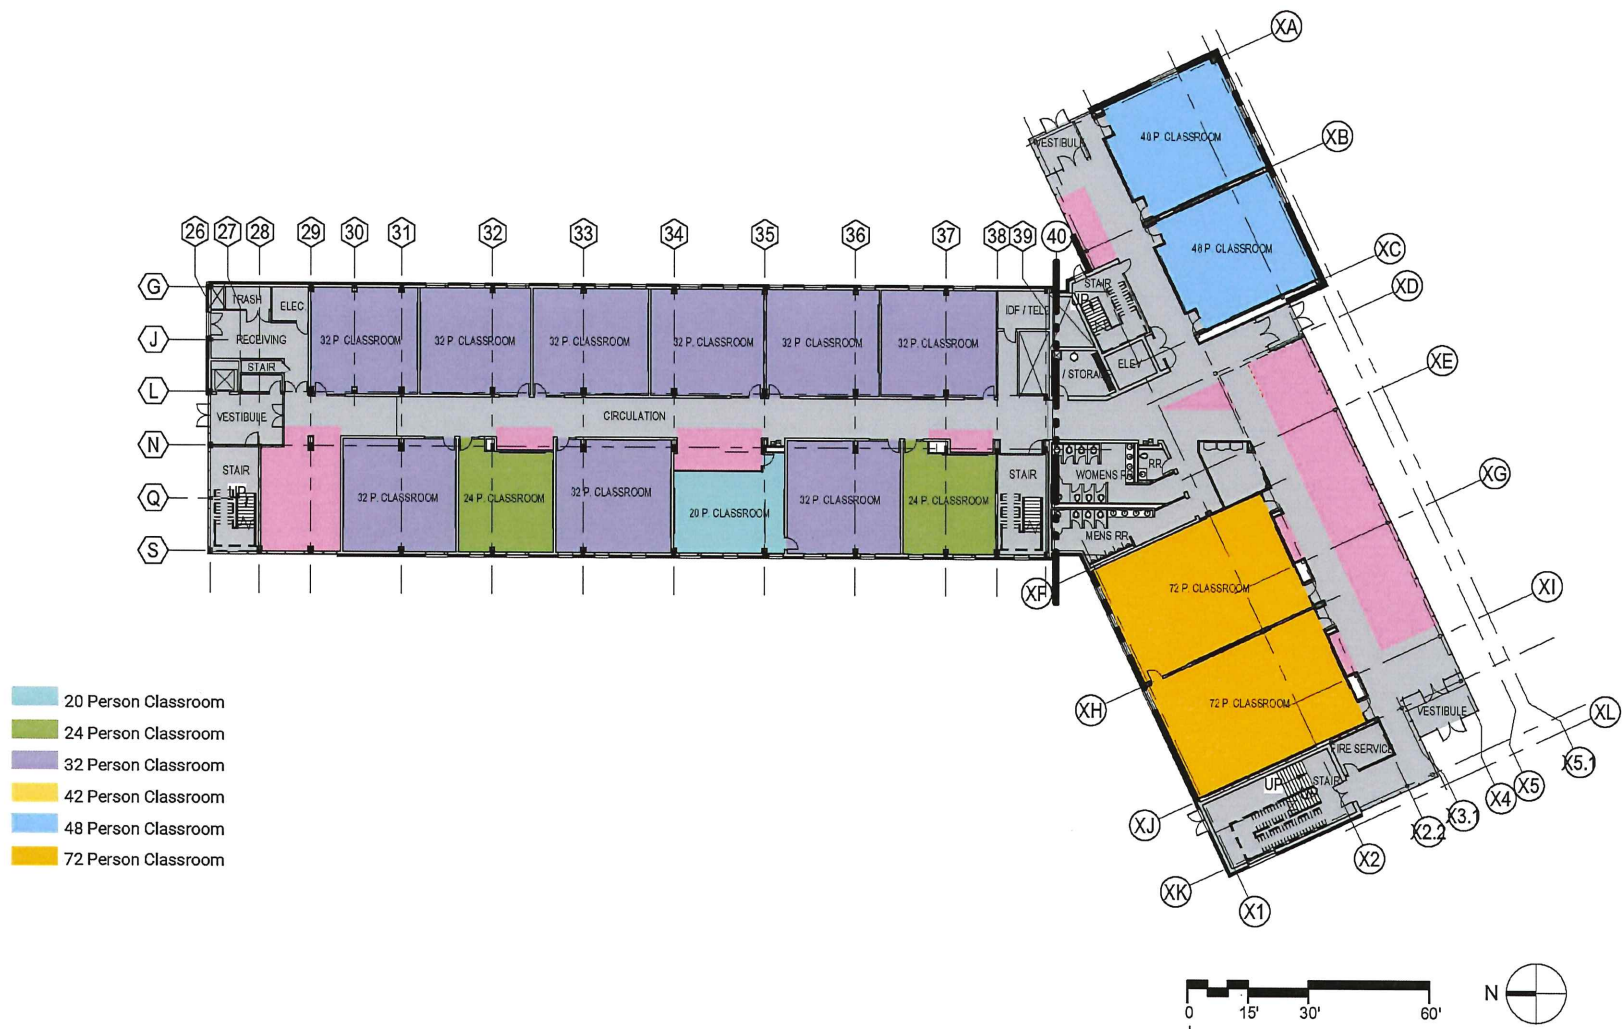 XA
XB
XC
XD
XE
XG
XI
XL
26
27
28
29
30
31
32
33
34
35
36
37
38
39
40
G
J
L
N
Q
S
TRASH
ELEC
RECEIVING
STAIR
VESTIBULE
STAIR
UP
32 P. CLASSROOM
32 P. CLASSROOM
32 P. CLASSROOM
32 P. CLASSROOM
32 P. CLASSROOM
32 P. CLASSROOM
IDF / TELE
CIRCULATION
32 P. CLASSROOM
24 P. CLASSROOM
32 P. CLASSROOM
20 P. CLASSROOM
32 P. CLASSROOM
24 P. CLASSROOM
STAIR
VESTIBULE
48 P. CLASSROOM
48 P. CLASSROOM
STAIR
UP
ELEV
/ STORAGE
WOMENS RR
RR
MENS RR
72 P. CLASSROOM
72 P. CLASSROOM
VESTIBULE
FIRE SERVICE
UP
STAIR
UP
XF
XH
XJ
XK
X1
X2
X2.2
X3.1
X4
X5
X5.1
20 Person Classroom
24 Person Classroom
32 Person Classroom
42 Person Classroom
48 Person Classroom
72 Person Classroom
0 15' 30' 60'
N